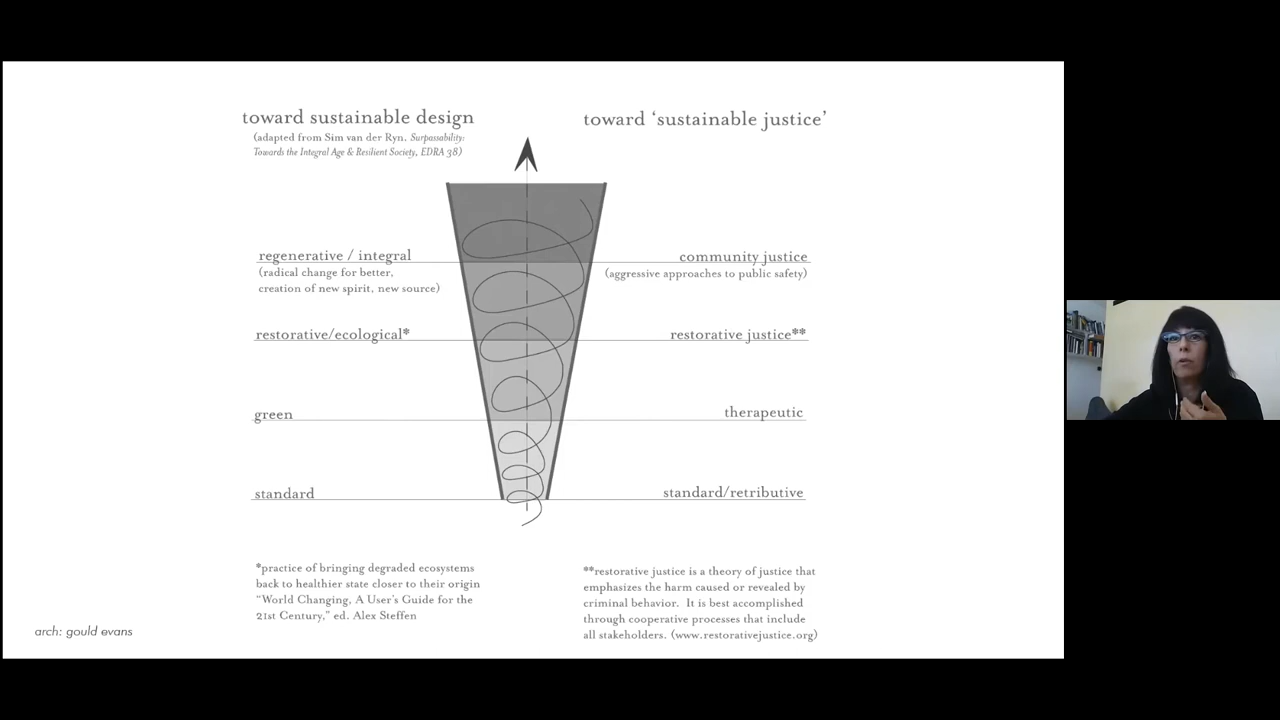 toward sustainable design
(adapted from Sim van der Ryn. Surpassability:
Towards the Integral Age & Resilient Society, EDRA 38)
toward ‘sustainable justice’
regenerative / integral
(radical change for better,
creation of new spirit, new source)
community justice
(aggressive approaches to public safety)
restorative/ecological*
restorative justice**
green
therapeutic
standard
standard/retributive
*practice of bringing degraded ecosystems
back to healthier state closer to their origin
“World Changing, A User’s Guide for the
21st Century,” ed. Alex Steffen
**restorative justice is a theory of justice that
emphasizes the harm caused or revealed by
criminal behavior.  It is best accomplished
through cooperative processes that include
all stakeholders. (www.restorativejustice.org)
arch: gould evans